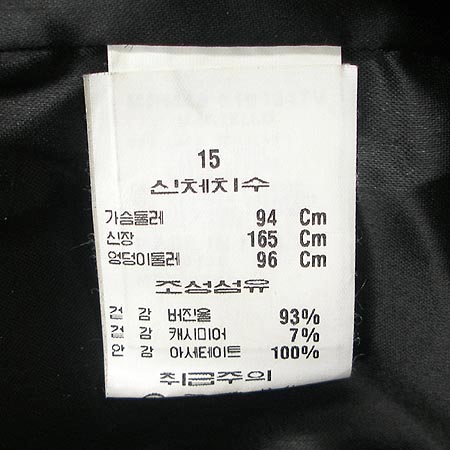 15
신체치수
가슴둘레 94 Cm
신장 165 Cm
엉덩이둘레 96 Cm
조성섬유
겉 감 버진울 93%
겉 감 캐시미어 7%
안 감 아세테이트 100%
취급주의